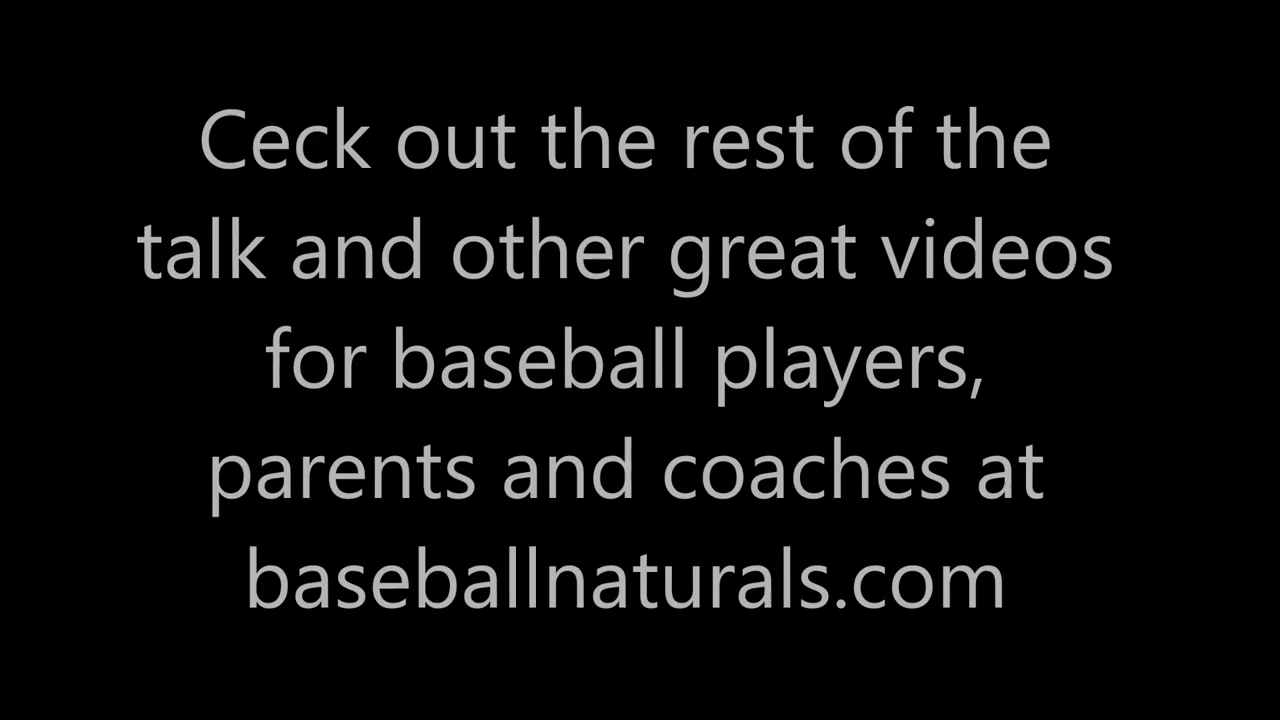 Ceck out the rest of the
talk and other great videos
for baseball players,
parents and coaches at
baseballnaturals.com